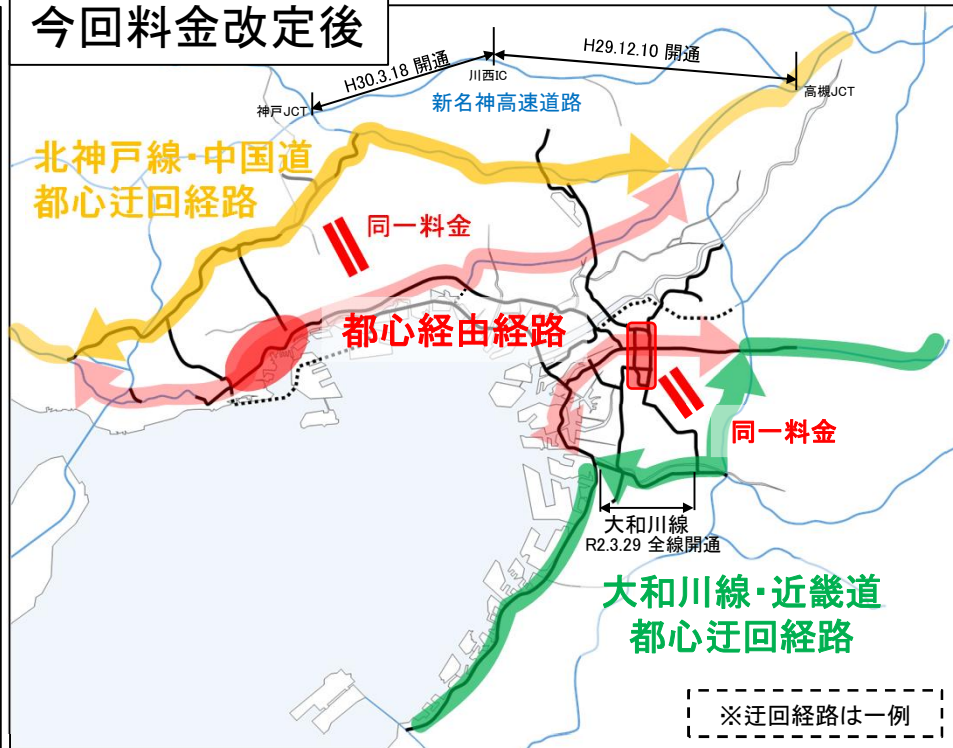 今回料金改定後
H30.3.18 開通
H29.12.10 開通
川西IC
神戸JCT
新名神高速道路
高槻JCT
北神戸線・中国道
都心迂回経路
同一料金
都心経由経路
同一料金
大和川線
R2.3.29 全線開通
大和川線・近畿道
都心迂回経路
※迂回経路は一例